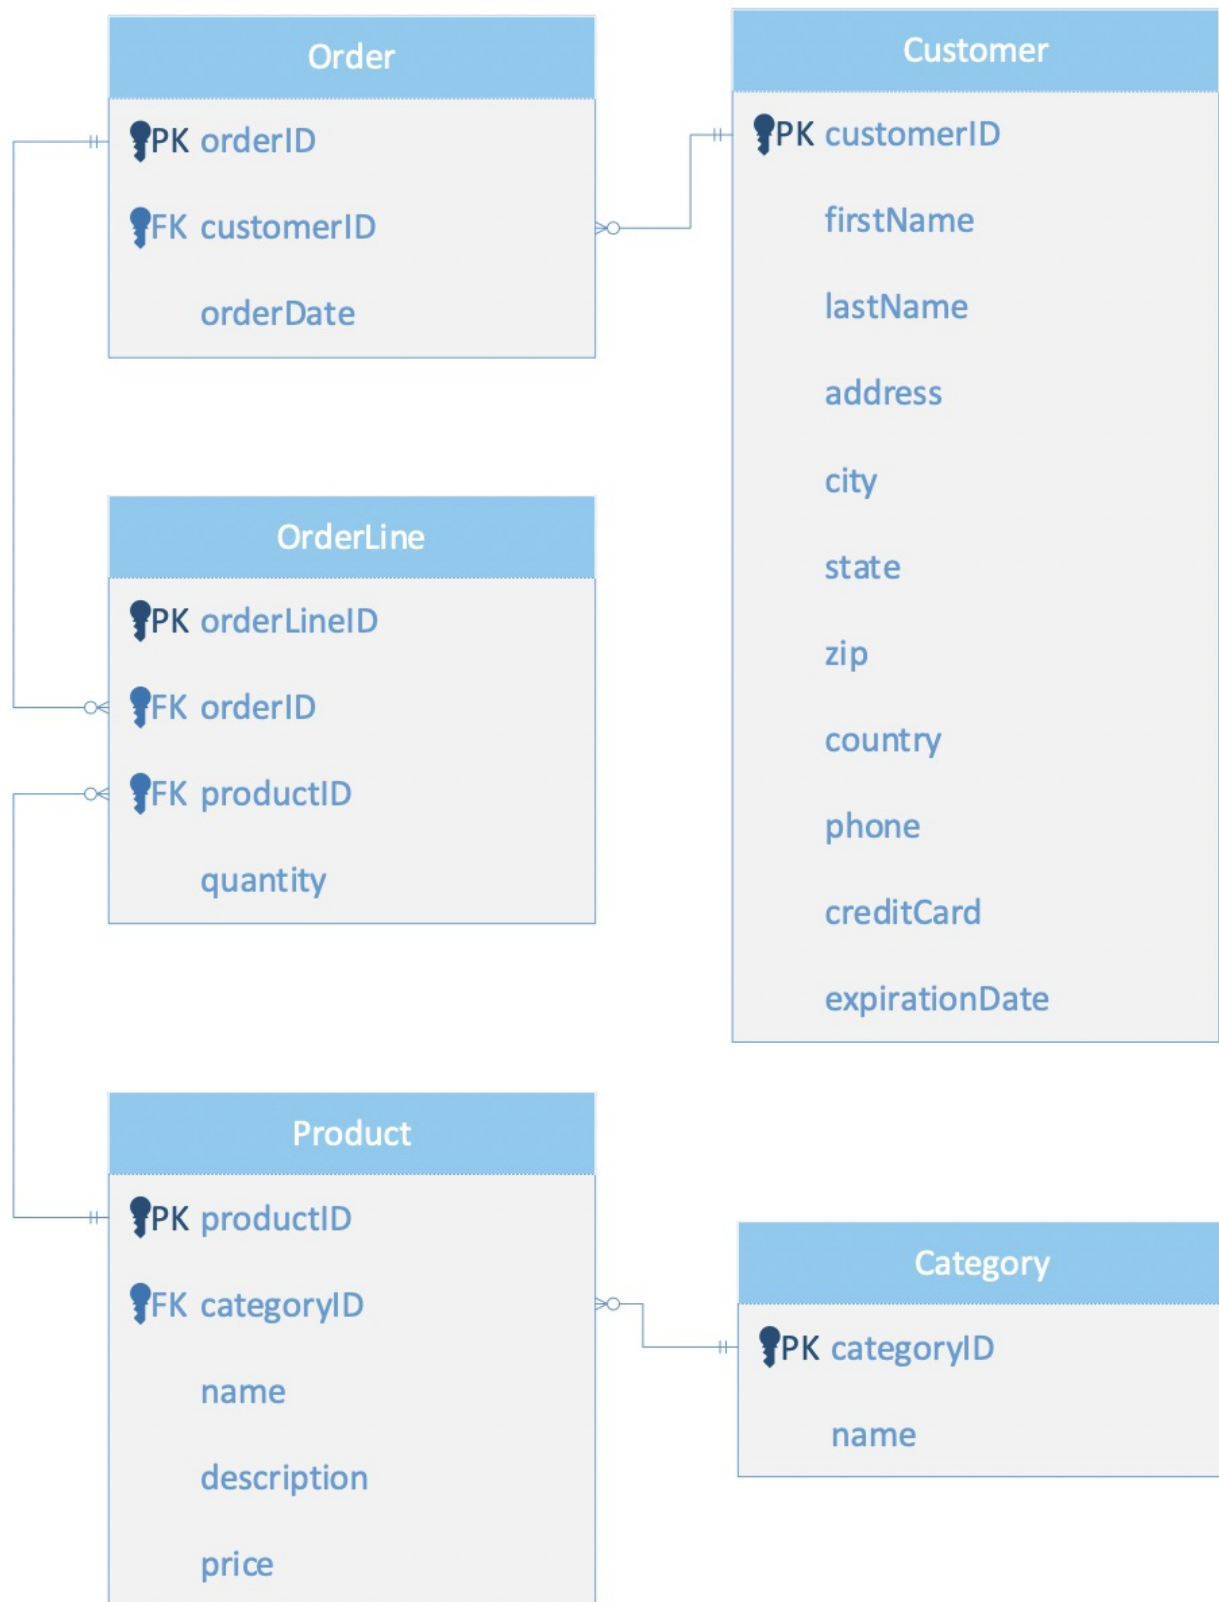 Order
PK orderID
FK customerID
orderDate
Customer
PK customerID
firstName
lastName
address
city
state
zip
country
phone
creditCard
expirationDate
OrderLine
PK orderLineID
FK orderID
FK productID
quantity
Product
PK productID
FK categoryID
name
description
price
Category
PK categoryID
name